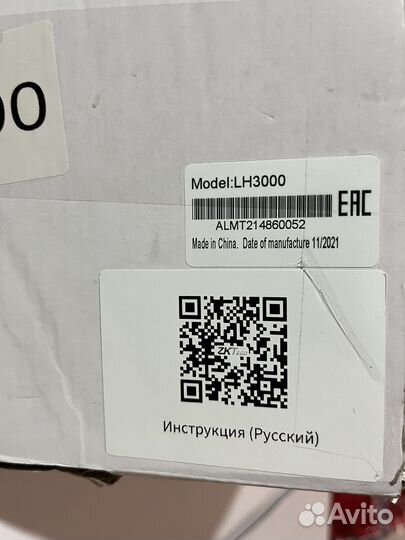 00
Model:LH3000
EAC
ALMT214860052
Made in China. Date of manufacture 11/2021
ZKTeco
Инструкция (Русский)
Avito